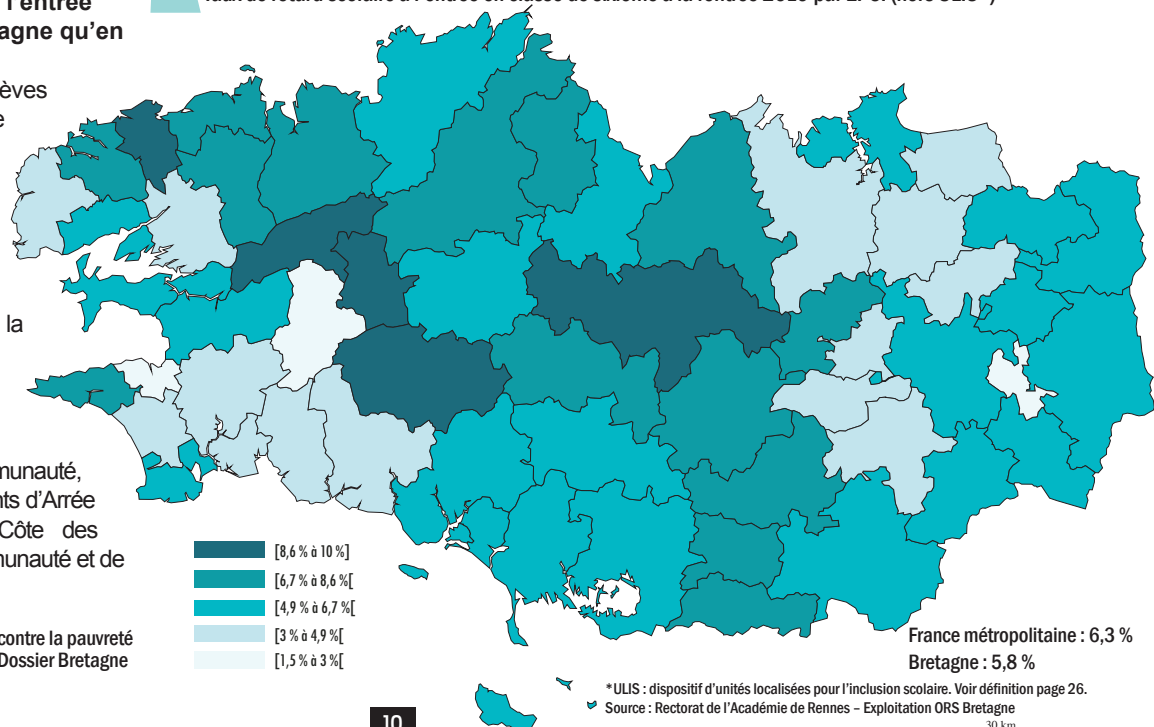 l'entrée
agne qu'en
èves
e
la
munauté,
nts d'Arrée
Côte des
munauté et de
contre la pauvreté
Dossier Bretagne
[8,6 % à 10 %]
[6,7 % à 8,6 %[
[4,9 % à 6,7 %[
[3 % à 4,9 %[
[1,5 % à 3 %[
France métropolitaine : 6,3 %
Bretagne : 5,8 %
*ULIS : dispositif d'unités localisées pour l'inclusion scolaire. Voir définition page 26.
Source : Rectorat de l'Académie de Rennes – Exploitation ORS Bretagne
30 km
10